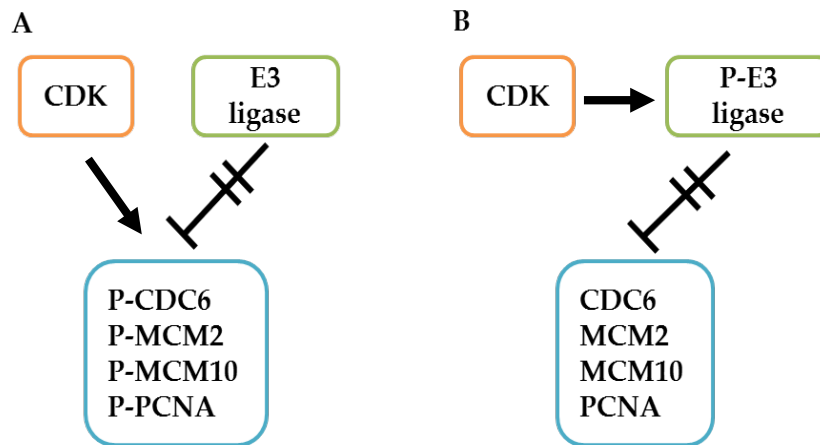 A
CDK
E3
ligase
P-CDC6
P-MCM2
P-MCM10
P-PCNA
B
CDK
P-E3
ligase
CDC6
MCM2
MCM10
PCNA